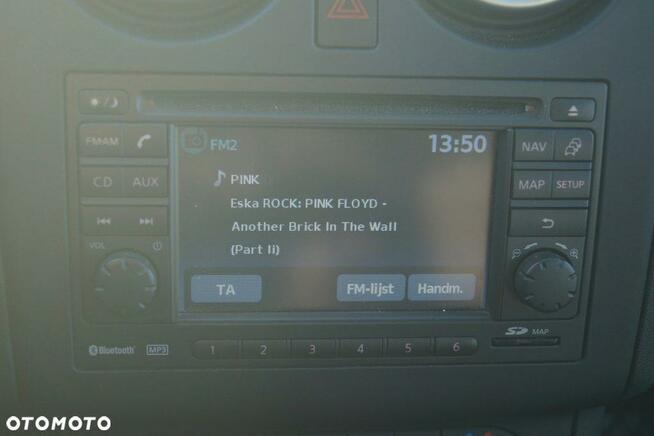 FM·AM
CD AUX
VOL
FM2 13:50
PINK
Eska ROCK: PINK FLOYD -
Another Brick In The Wall
(Part Ii)
TA FM-lijst Handm.
NAV
MAP SETUP
Bluetooth MP3
1 2 3 4 5 6
SD MAP
OTOMOTO